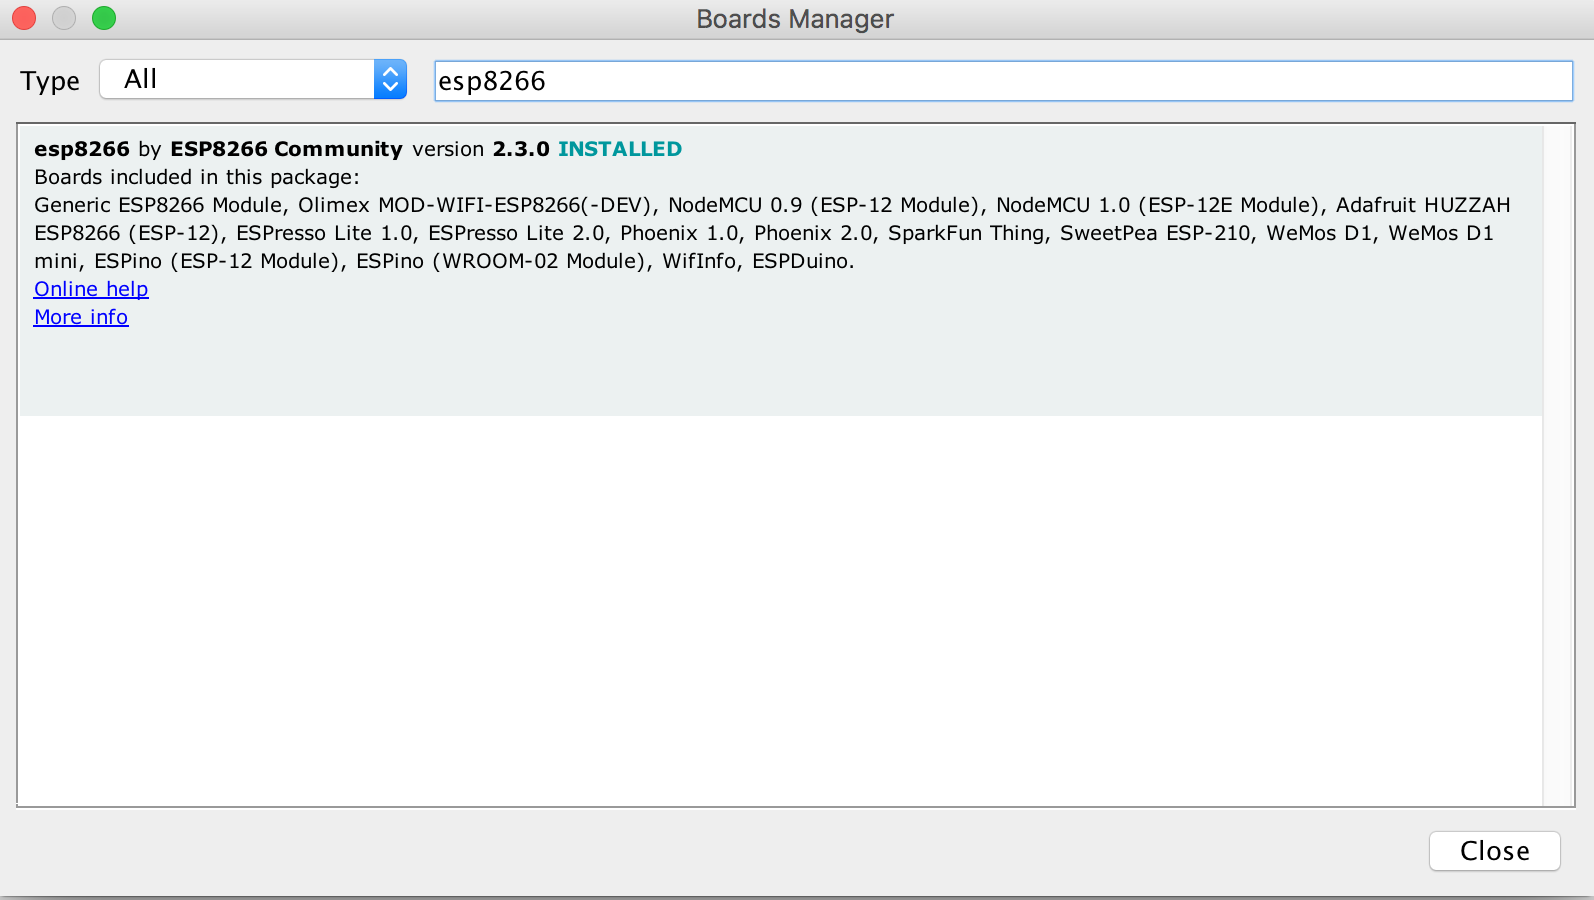 Boards Manager
Type All esp8266
esp8266 by ESP8266 Community version 2.3.0 INSTALLED
Boards included in this package:
Generic ESP8266 Module, Olimex MOD-WIFI-ESP8266(-DEV), NodeMCU 0.9 (ESP-12 Module), NodeMCU 1.0 (ESP-12E Module), Adafruit HUZZAH
ESP8266 (ESP-12), ESPresso Lite 1.0, ESPresso Lite 2.0, Phoenix 1.0, Phoenix 2.0, SparkFun Thing, SweetPea ESP-210, WeMos D1, WeMos D1
mini, ESPino (ESP-12 Module), ESPino (WROOM-02 Module), WifInfo, ESPDuino.
Online help
More info
Close